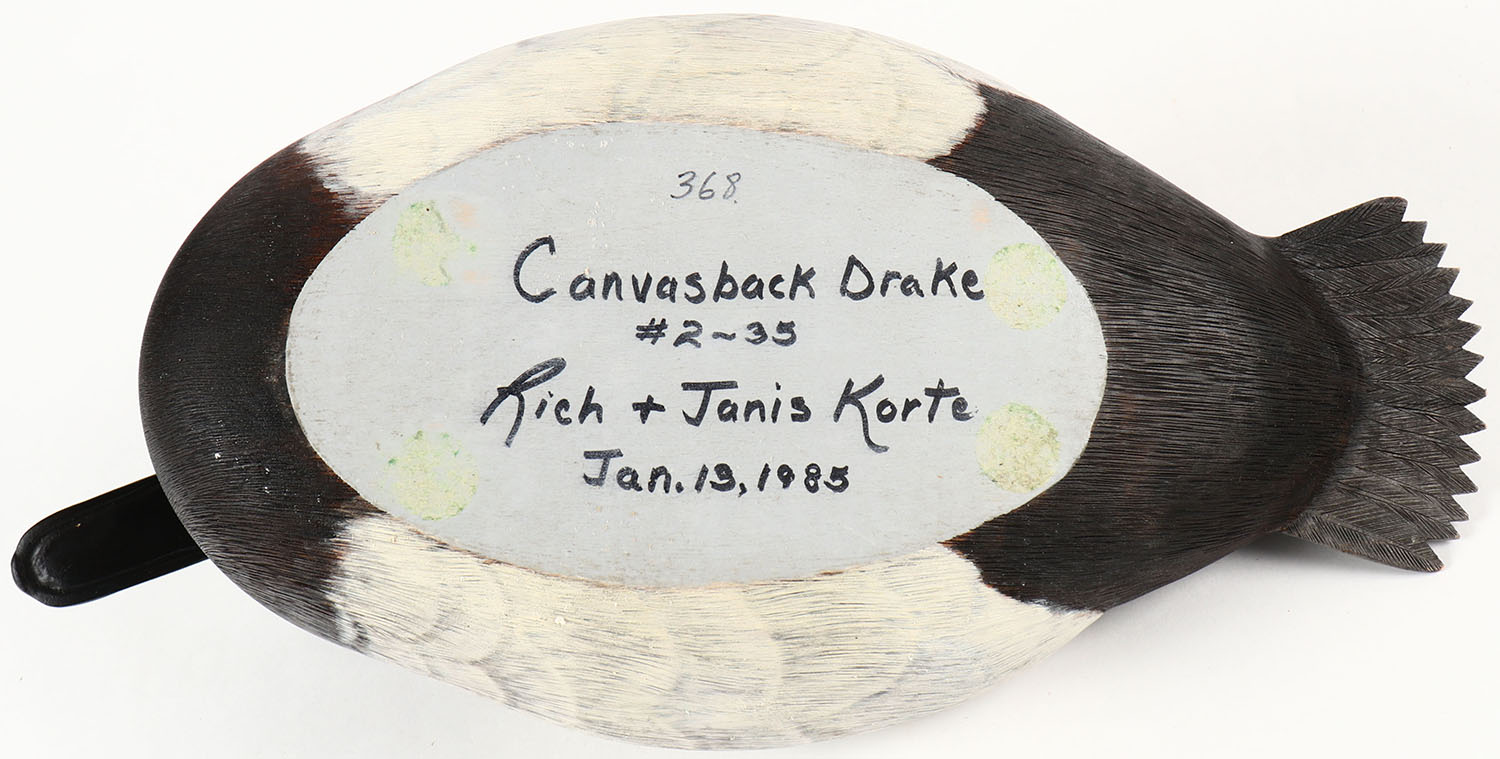 368.
Canvasback Drake
#2~35
Rich + Janis Korte
Jan. 13, 1985